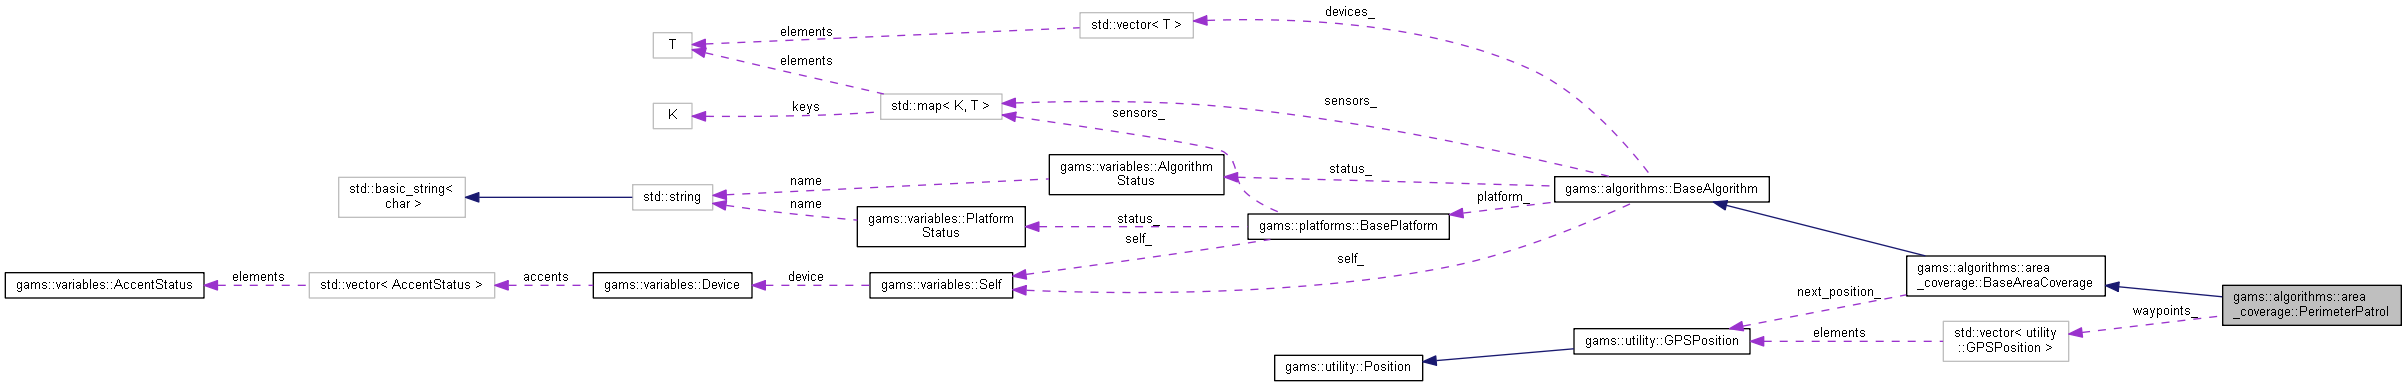 devices_
std::vector< T >
elements
T
elements
sensors_
std::map< K, T >
keys
K
sensors_
gams::variables::Algorithm
Status
status_
gams::algorithms::BaseAlgorithm
std::basic_string<
char >
std::string
name
name
platform_
gams::variables::Platform
Status
status_
gams::platforms::BasePlatform
self_
self_
gams::variables::AccentStatus
elements
std::vector< AccentStatus >
accents
gams::variables::Device
device
gams::variables::Self
gams::algorithms::area
_coverage::BaseAreaCoverage
next_position_
gams::algorithms::area
_coverage::PerimeterPatrol
waypoints_
std::vector< utility
::GPSPosition >
elements
gams::utility::GPSPosition
gams::utility::Position